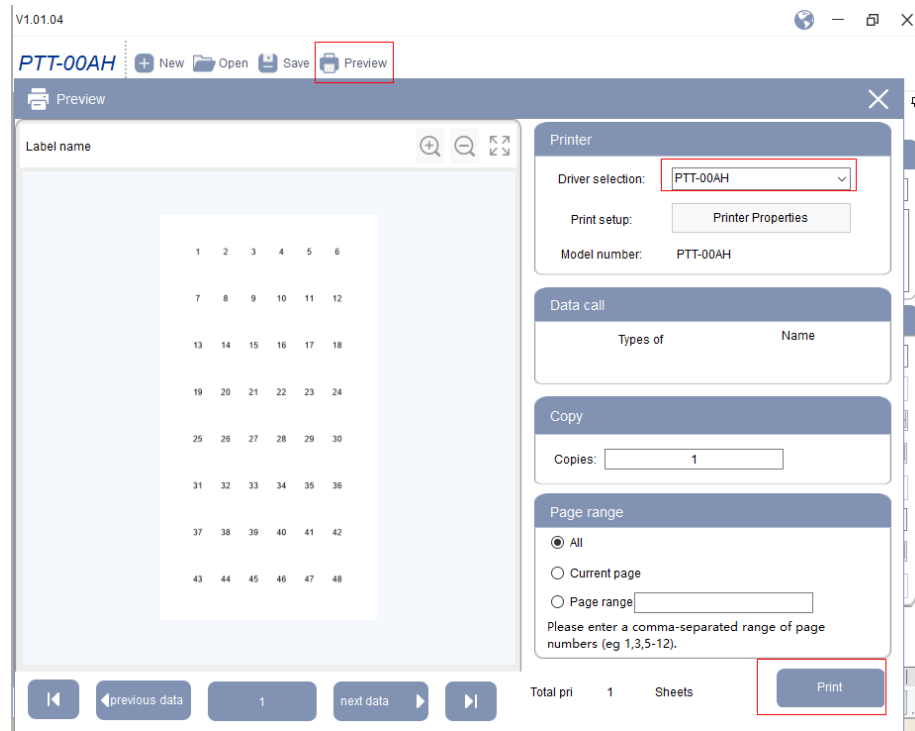 V1.01.04
PTT-00AH New Open Save Preview
Preview
Label name
1 2 3 4 5 6
7 8 9 10 11 12
13 14 15 16 17 18
19 20 21 22 23 24
25 26 27 28 29 30
31 32 33 34 35 36
37 38 39 40 41 42
43 44 45 46 47 48
Printer
Driver selection: PTT-00AH
Print setup: Printer Properties
Model number: PTT-00AH
Data call
Types of Name
Copy
Copies: 1
Page range
All
Current page
Page range
Please enter a comma-separated range of page
numbers (eg 1,3,5-12).
previous data 1 next data
Total pri 1 Sheets Print